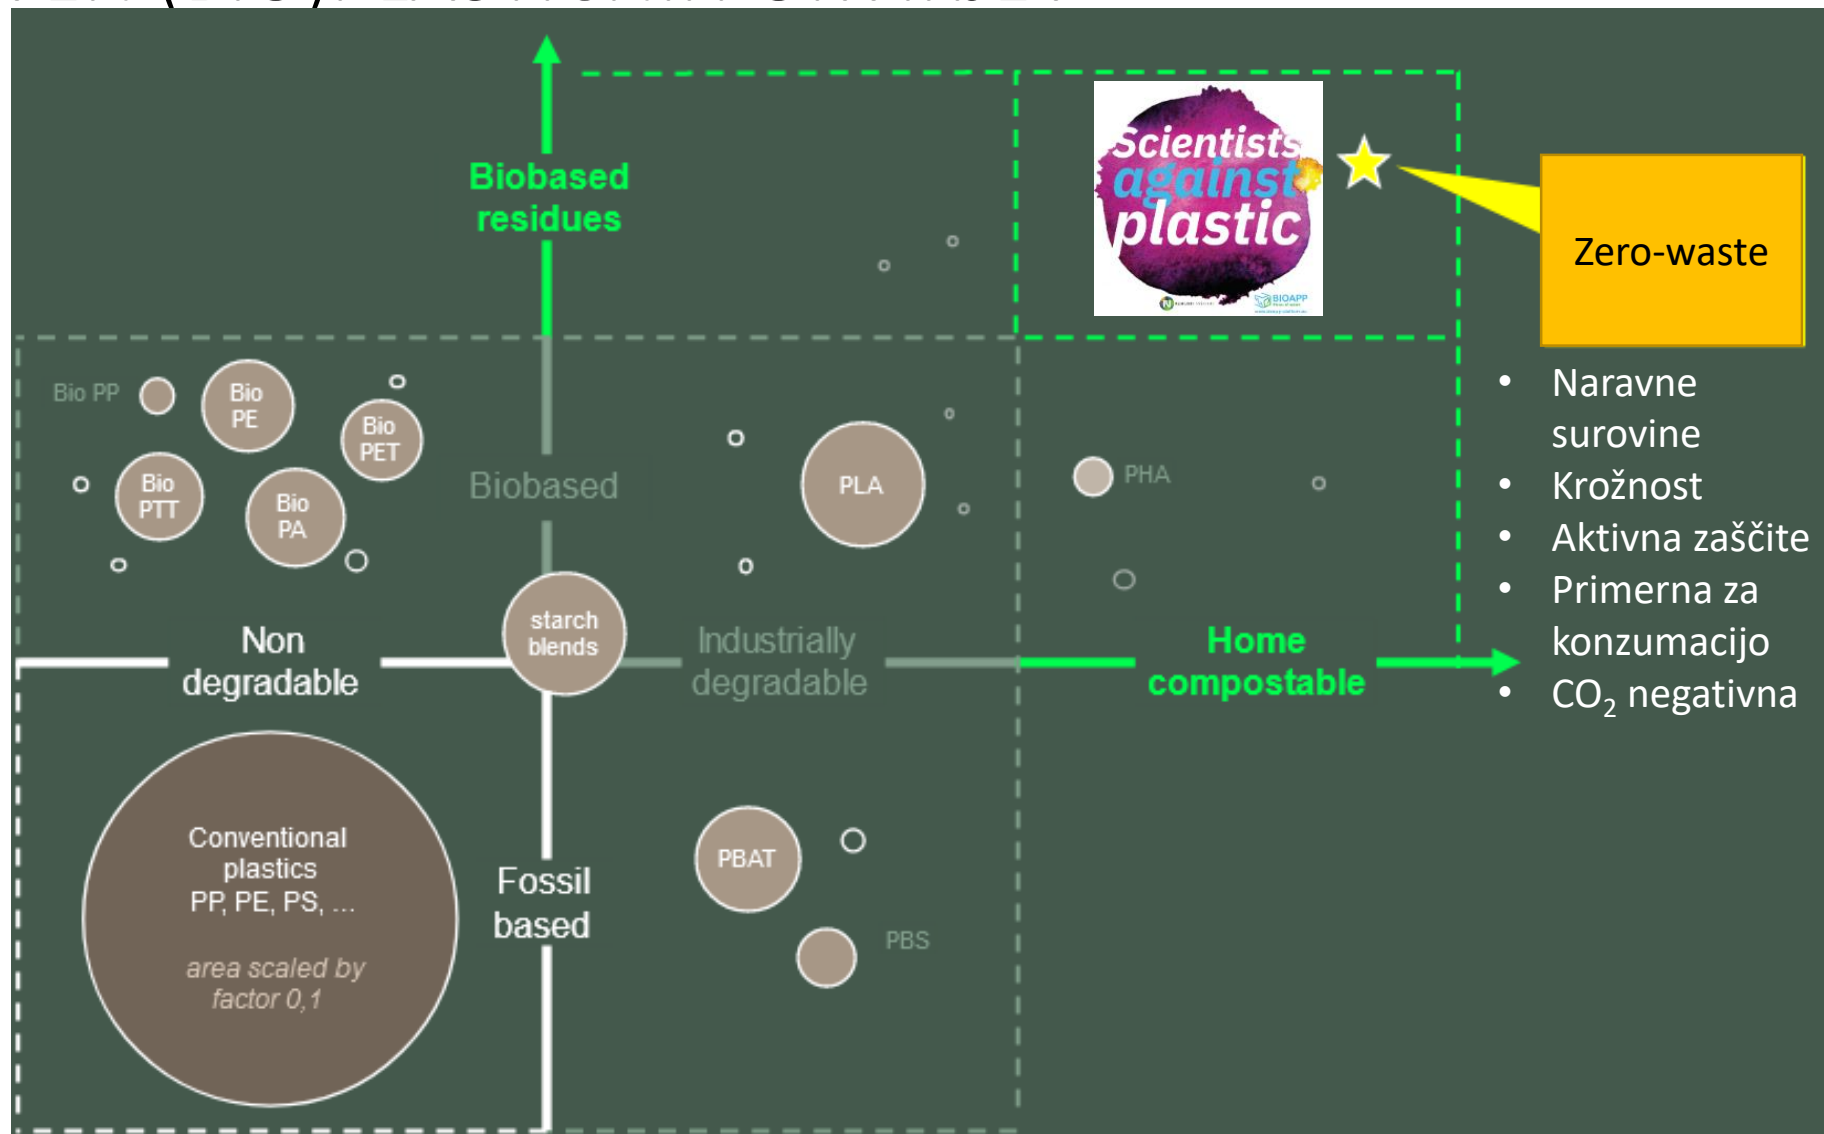 Biobased
residues
Scientists
against
plastic
BIOAPP
Zero-waste
Bio PP
Bio
PE
Bio
PET
Bio
PTT
Bio
PA
Biobased
PLA
PHA
starch
blends
Non
degradable
Industrially
degradable
Home
compostable
• Naravne
surovine
• Krožnost
• Aktivna zaščite
• Primerna za
konzumacijo
• CO₂ negativna
Conventional
plastics
PP, PE, PS, ...
area scaled by
factor 0,1
Fossil
based
PBAT
PBS